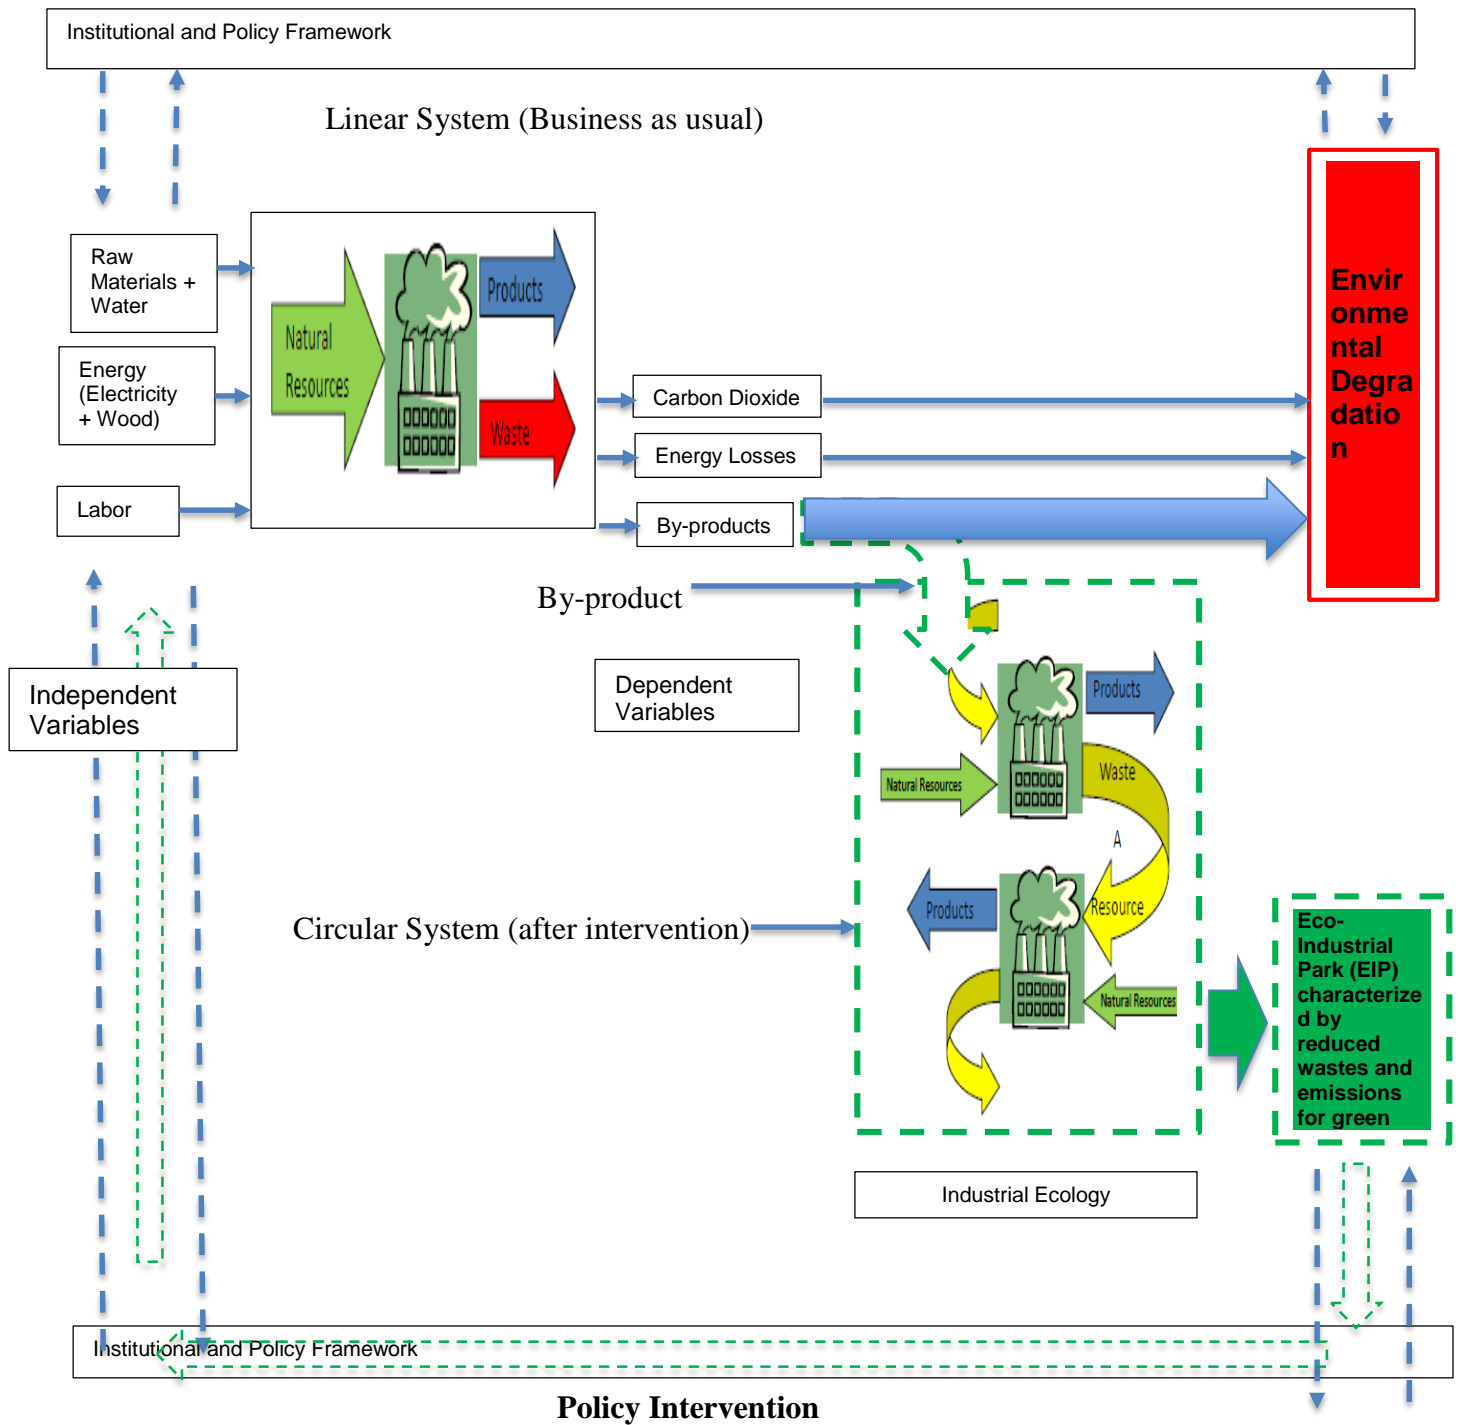 Institutional and Policy Framework
Linear System (Business as usual)
Raw
Materials +
Water
Energy
(Electricity
+ Wood)
Labor
Natural
Resources
Products
Waste
Carbon Dioxide
Energy Losses
By-products
Envir
onme
ntal
Degra
datio
n
By-product
Independent
Variables
Dependent
Variables
Products
Natural Resources
Waste
A
Products
Resource
Natural Resources
Circular System (after intervention)
Eco-
Industrial
Park (EIP)
characterize
d by
reduced
wastes and
emissions
for green
Industrial Ecology
Institutional and Policy Framework
Policy Intervention